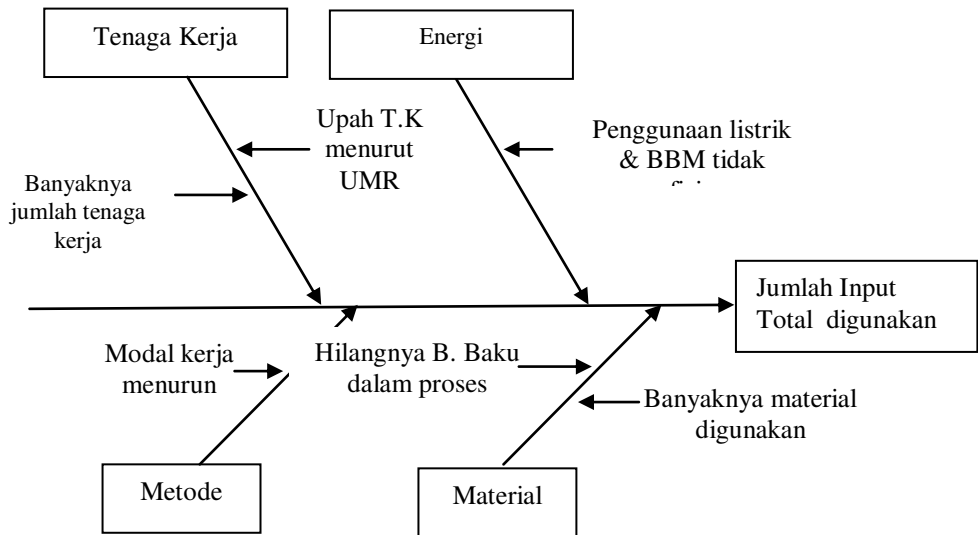 Tenaga Kerja
Energi
Upah T.K
menurut
UMR
Penggunaan listrik
& BBM tidak
Banyaknya
jumlah tenaga
kerja
Jumlah Input
Total digunakan
Modal kerja
menurun
Hilangnya B. Baku
dalam proses
Banyaknya material
digunakan
Metode
Material